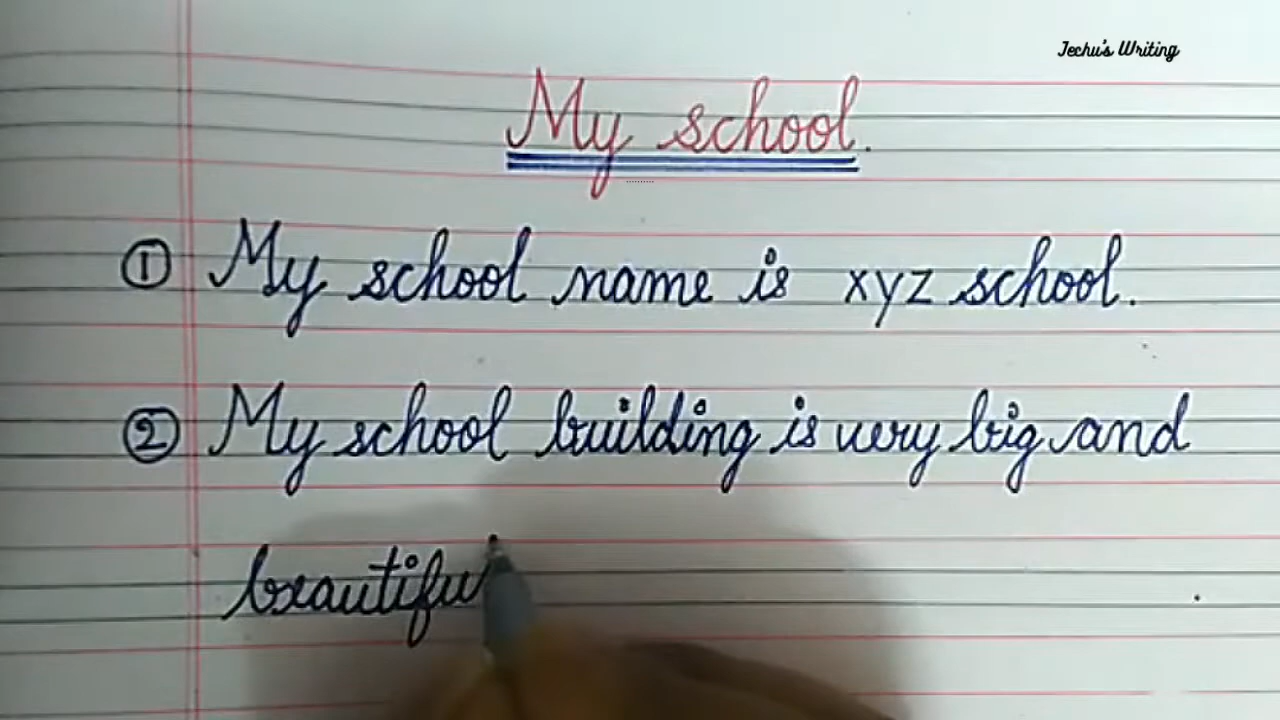 Jechu's Writing
My school.
① My school name is xyz school.
② My school building is very big and
beautifu